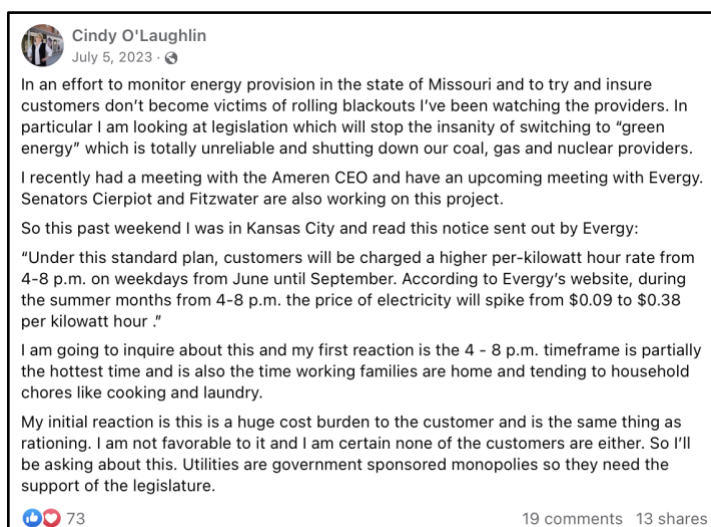 Cindy O'Laughlin
July 5, 2023 ·
In an effort to monitor energy provision in the state of Missouri and to try and insure
customers don't become victims of rolling blackouts I've been watching the providers. In
particular I am looking at legislation which will stop the insanity of switching to "green
energy" which is totally unreliable and shutting down our coal, gas and nuclear providers.
I recently had a meeting with the Ameren CEO and have an upcoming meeting with Evergy.
Senators Cierpiot and Fitzwater are also working on this project.
So this past weekend I was in Kansas City and read this notice sent out by Evergy:
"Under this standard plan, customers will be charged a higher per-kilowatt hour rate from
4-8 p.m. on weekdays from June until September. According to Evergy's website, during
the summer months from 4-8 p.m. the price of electricity will spike from $0.09 to $0.38
per kilowatt hour ."
I am going to inquire about this and my first reaction is the 4 - 8 p.m. timeframe is partially
the hottest time and is also the time working families are home and tending to household
chores like cooking and laundry.
My initial reaction is this is a huge cost burden to the customer and is the same thing as
rationing. I am not favorable to it and I am certain none of the customers are either. So I'll
be asking about this. Utilities are government sponsored monopolies so they need the
support of the legislature.
73 19 comments 13 shares